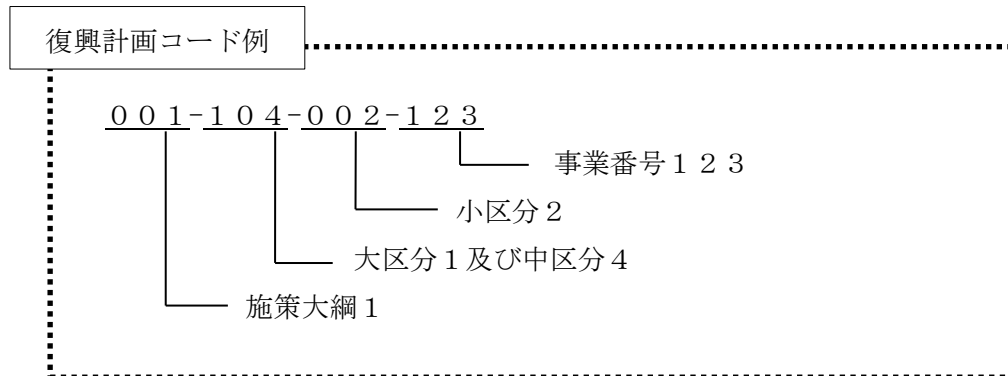 復興計画コード例
００１-１０４-００２-１２３
事業番号１２３
小区分２
大区分１及び中区分４
施策大綱１